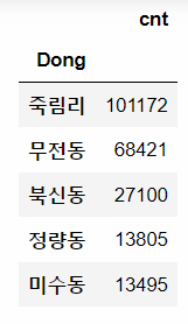 cnt
Dong
죽림리 101172
무전동 68421
북신동 27100
정량동 13805
미수동 13495